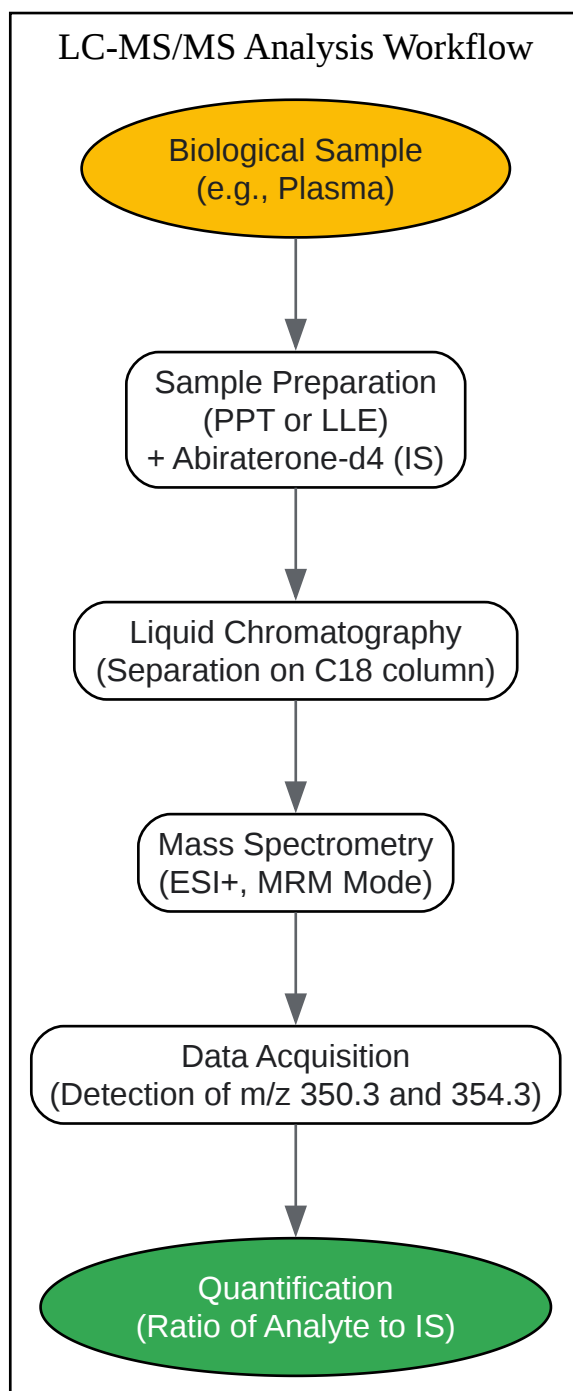 LC-MS/MS Analysis Workflow
Biological Sample
(e.g., Plasma)
Sample Preparation
(PPT or LLE)
+ Abiraterone-d4 (IS)
Liquid Chromatography
(Separation on C18 column)
Mass Spectrometry
(ESI+, MRM Mode)
Data Acquisition
(Detection of m/z 350.3 and 354.3)
Quantification
(Ratio of Analyte to IS)